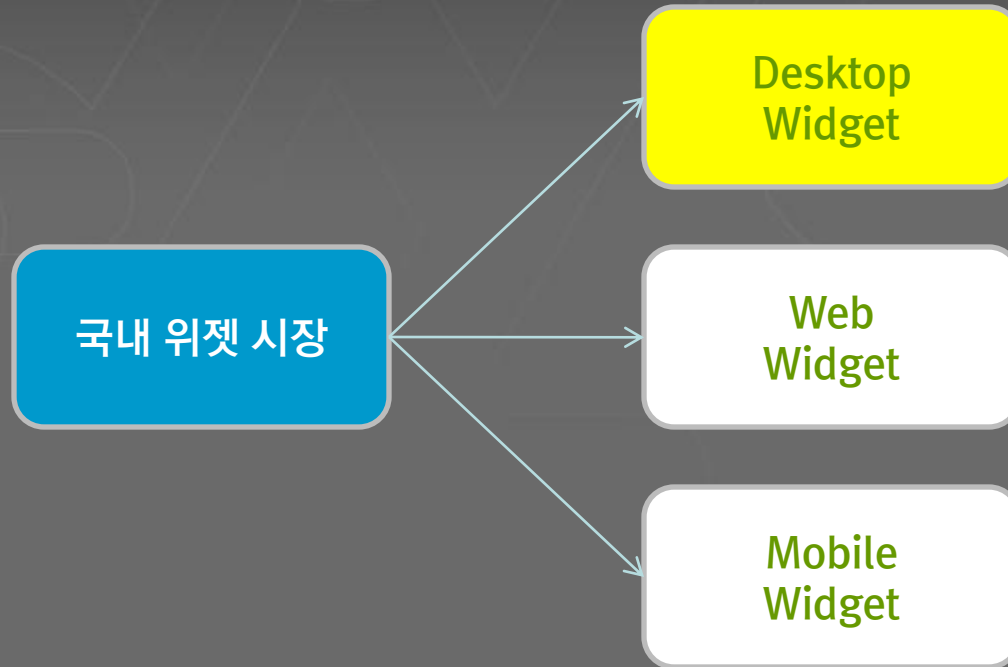 Desktop
Widget
국내 위젯 시장
Web
Widget
Mobile
Widget